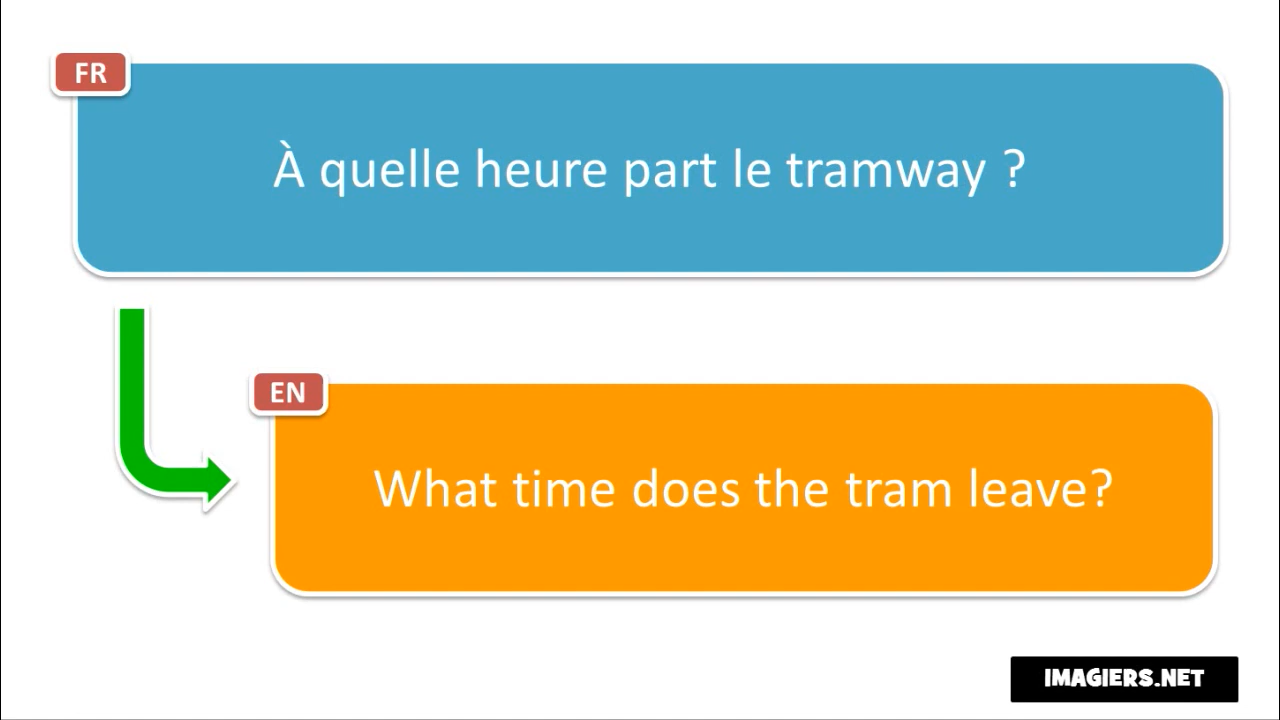 FR
À quelle heure part le tramway ?
EN
What time does the tram leave?
IMAGIERS.NET